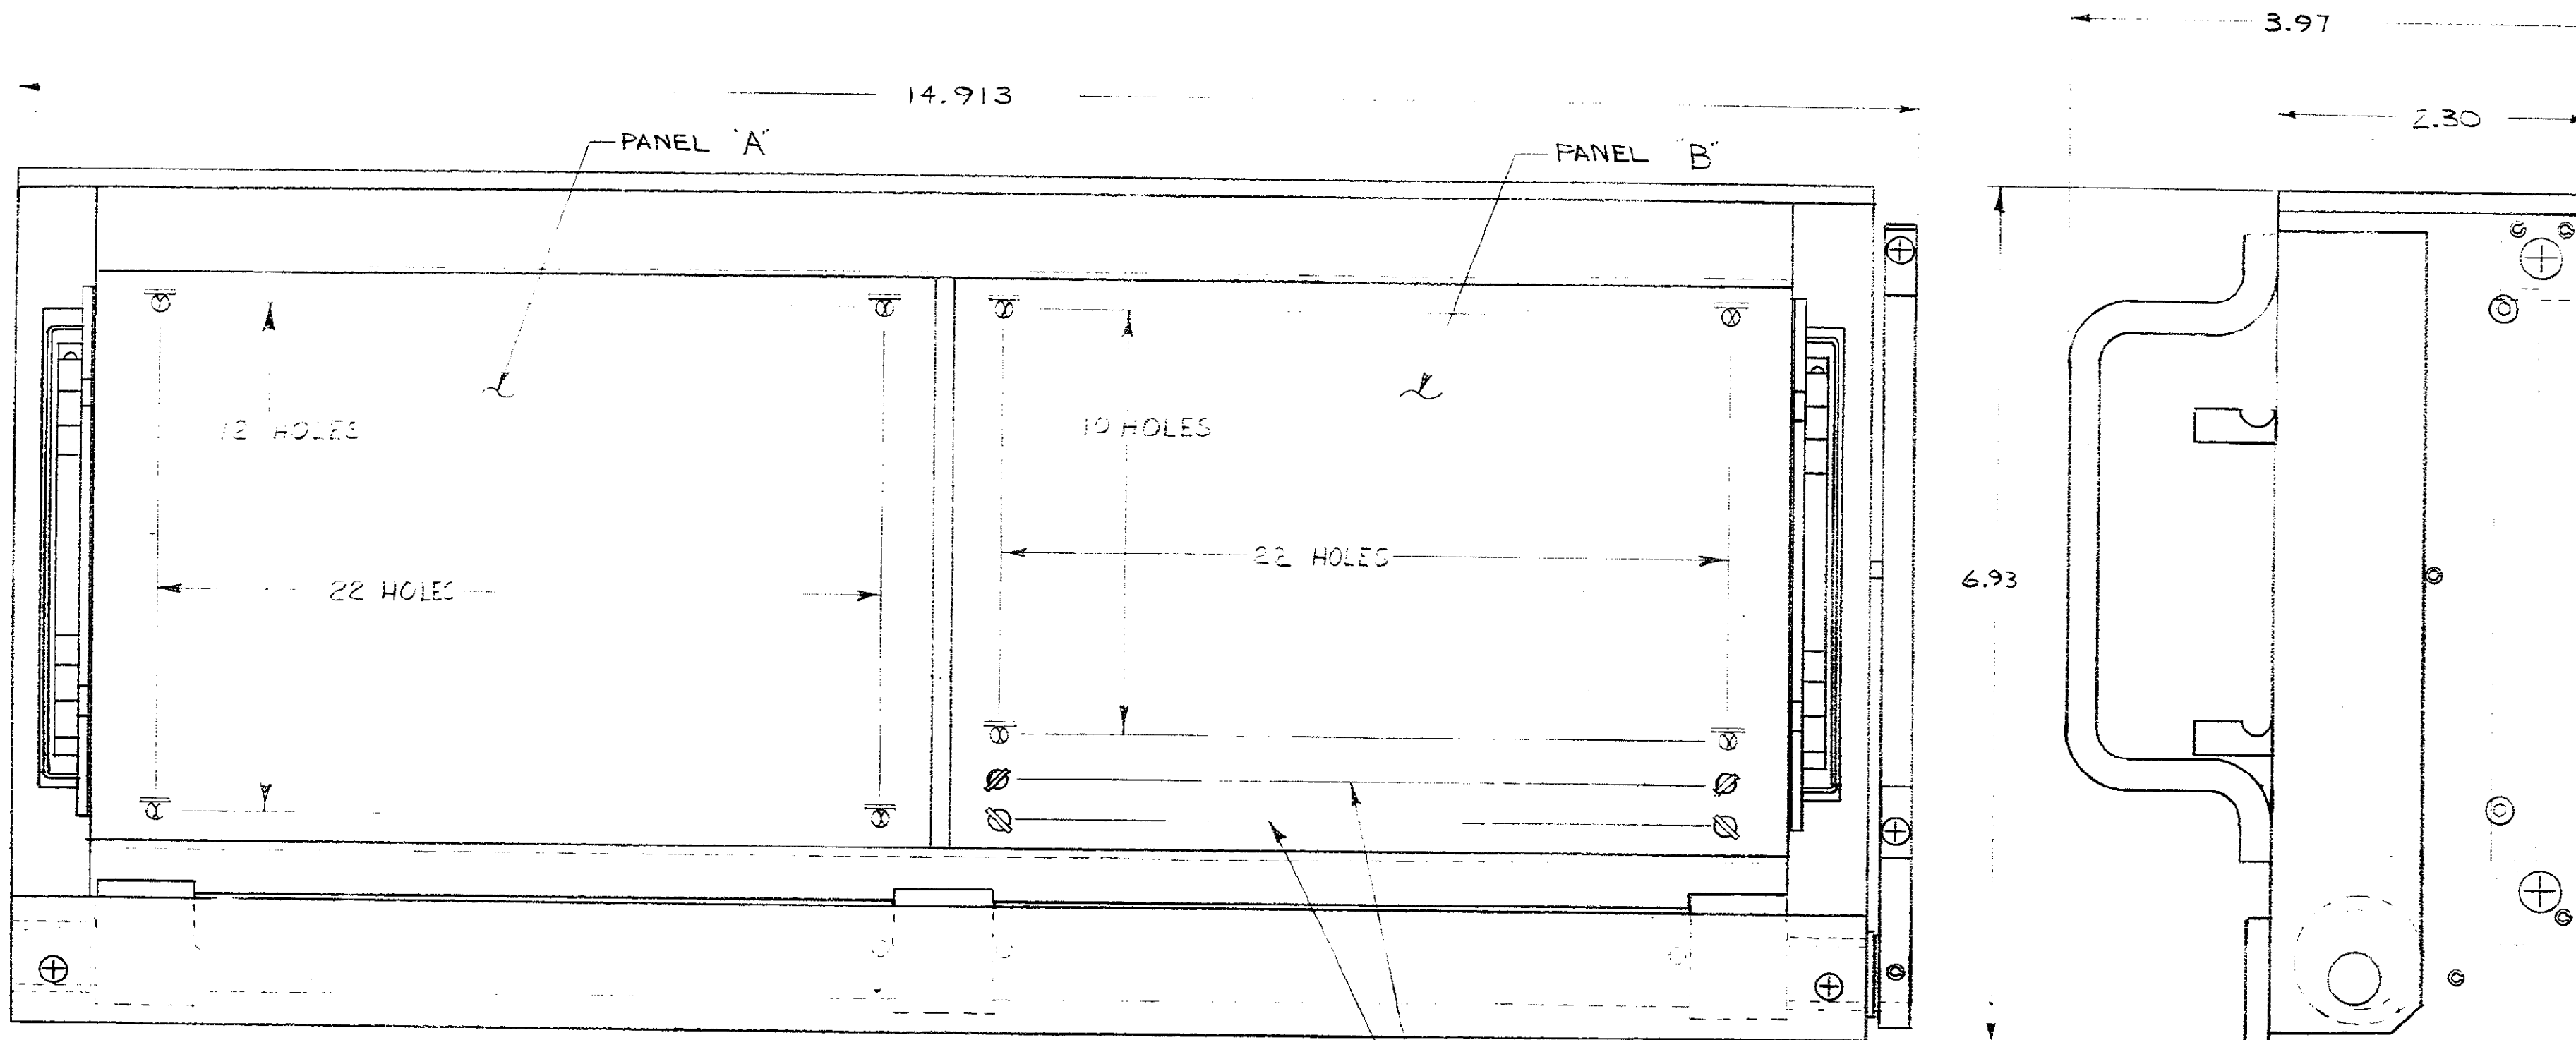 3.97
14.913
2.30
PANEL "A"
PANEL "B"
12 HOLES
10 HOLES
22 HOLES
22 HOLES
6.93